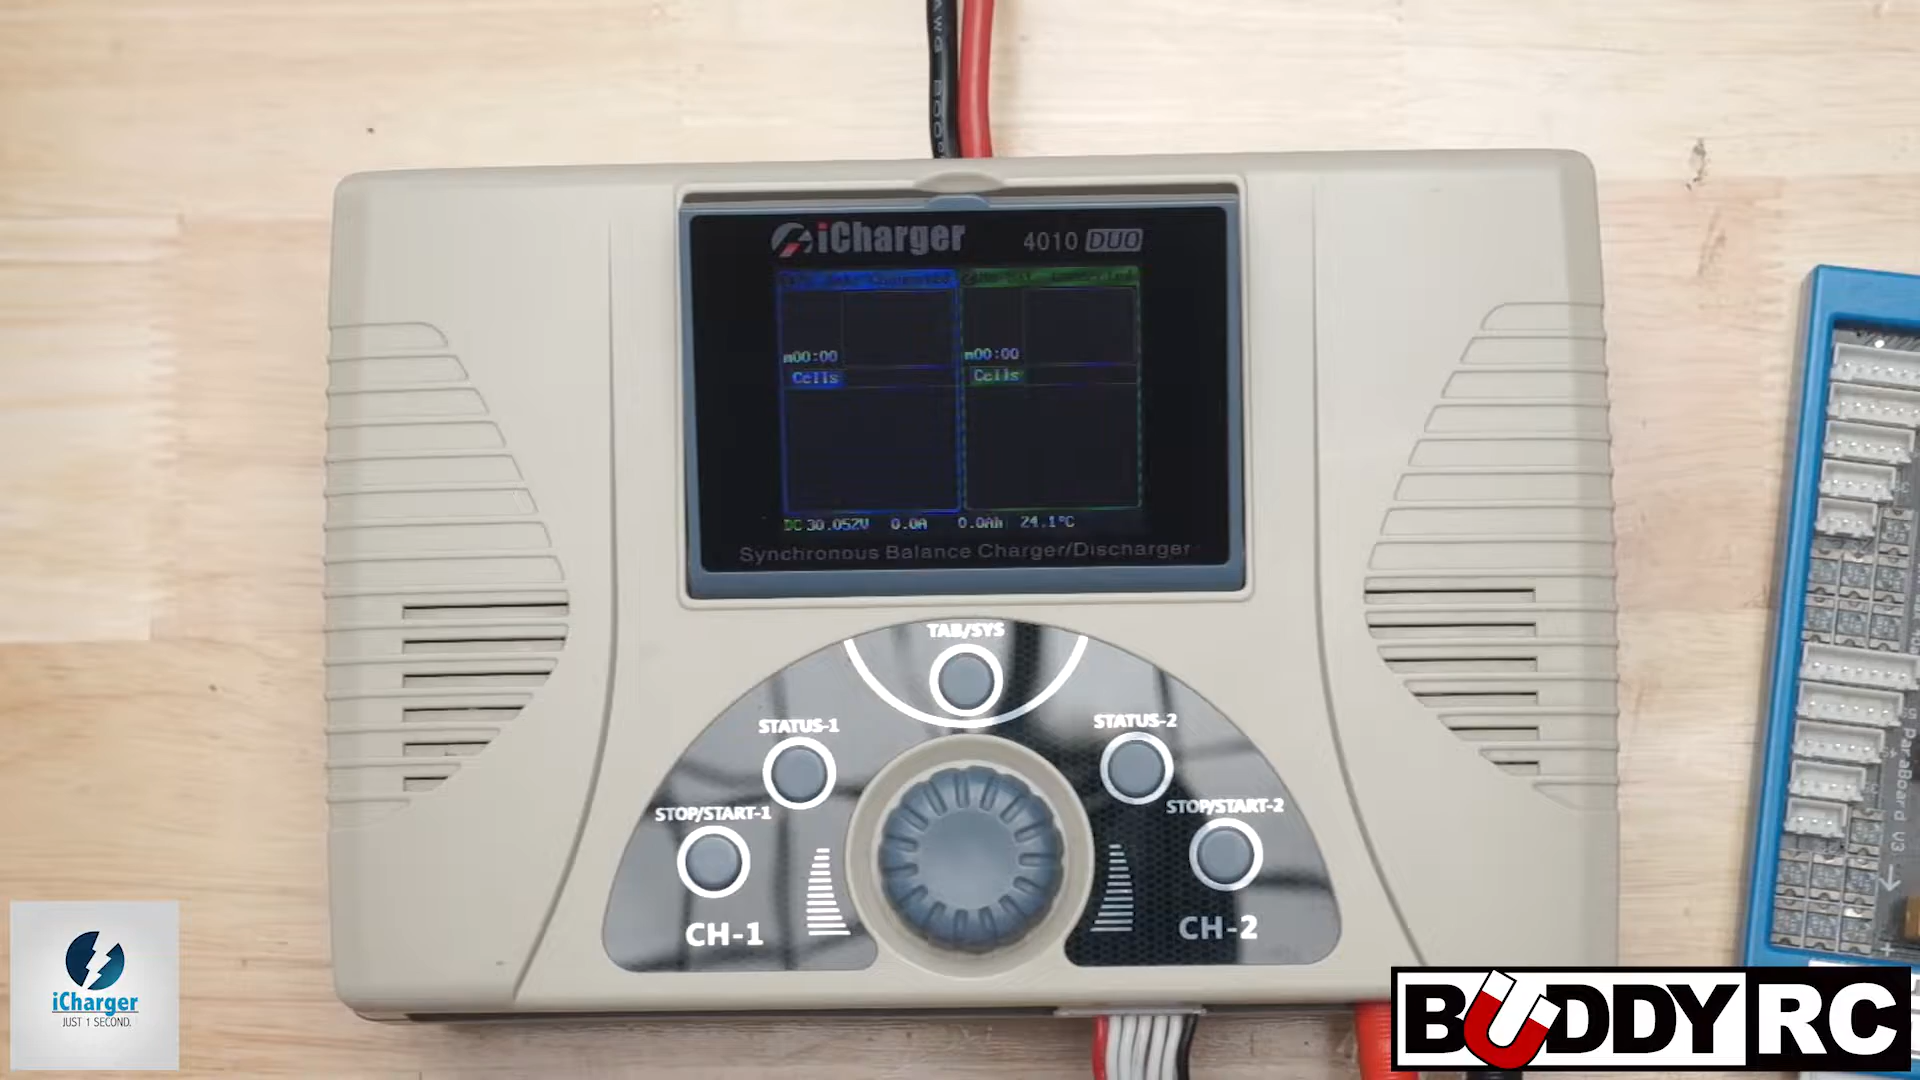 iCharger 4010 DUO
m00:00 m00:00
Cells Cells
DC 30.052V 0.0A 0.0Ah 24.1°C
Synchronous Balance Charger/Discharger
TAB/SYS
STATUS-1 STATUS-2
STOP/START-1 STOP/START-2
CH-1 CH-2
ParaBoard V3
iCharger
JUST 1 SECOND.
BUDDY RC